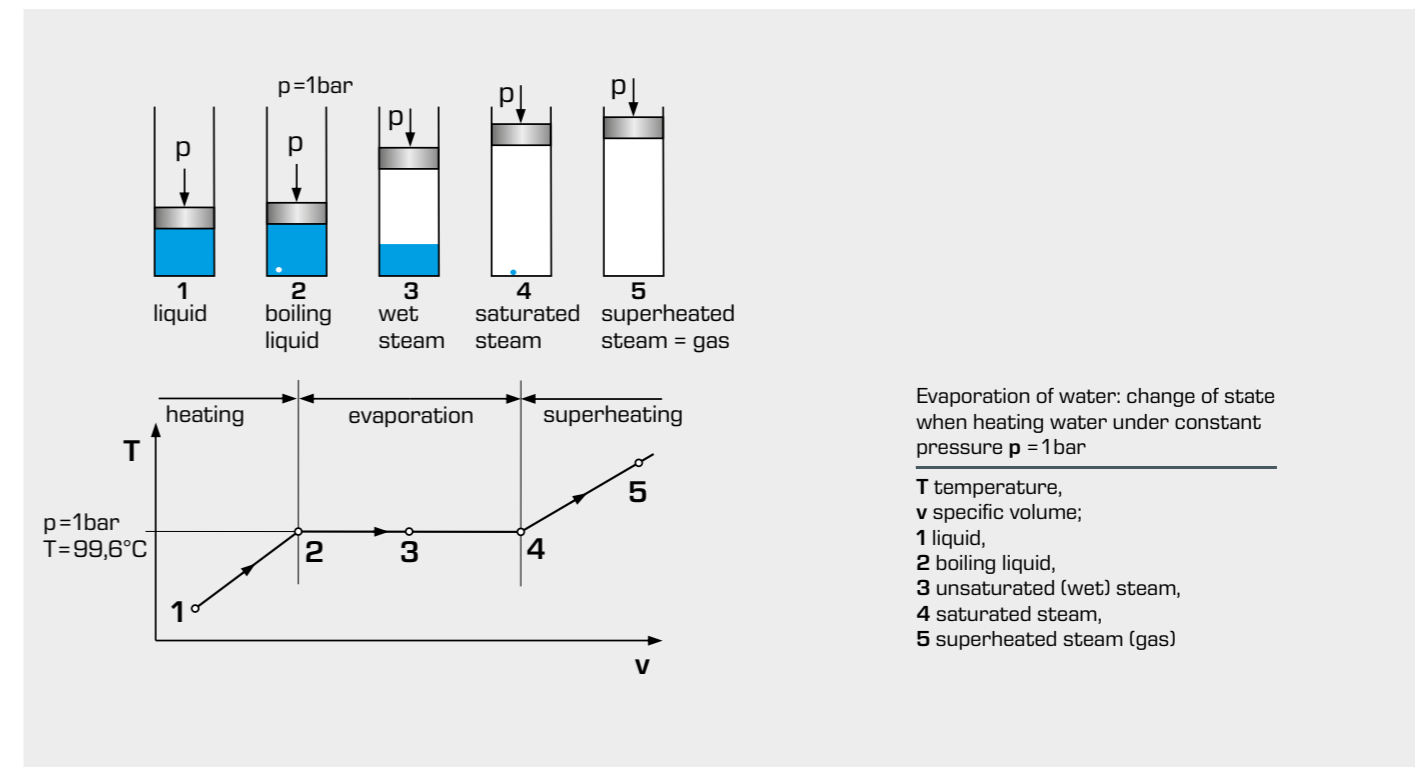 p=1bar
p
p
p
p
p
1
liquid
2
boiling
liquid
3
wet
steam
4
saturated
steam
5
superheated
steam = gas
heating
evaporation
superheating
T
p=1bar
T=99,6°C
1
2
3
4
5
v
Evaporation of water: change of state
when heating water under constant
pressure p =1bar
T temperature,
v specific volume;
1 liquid,
2 boiling liquid,
3 unsaturated (wet) steam,
4 saturated steam,
5 superheated steam (gas)